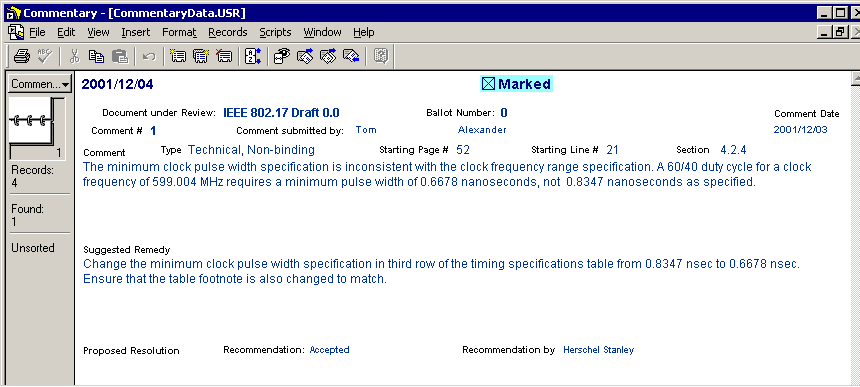 Commentary - [CommentaryData.USR]
File Edit View Insert Format Records Scripts Window Help
Commen...
2001/12/04 Marked
Document under Review: IEEE 802.17 Draft 0.0 Ballot Number: 0 Comment Date
Comment # 1 Comment submitted by: Tom Alexander 2001/12/03
Comment Type Technical, Non-binding Starting Page # 52 Starting Line # 21 Section 4.2.4
The minimum clock pulse width specification is inconsistent with the clock frequency range specification. A 60/40 duty cycle for a clock
frequency of 599.004 MHz requires a minimum pulse width of 0.6678 nanoseconds, not 0.8347 nanoseconds as specified.
1
Records:
4
Found:
1
Unsorted
Suggested Remedy
Change the minimum clock pulse width specification in third row of the timing specifications table from 0.8347 nsec to 0.6678 nsec.
Ensure that the table footnote is also changed to match.
Proposed Resolution Recommendation: Accepted Recommendation by Herschel Stanley